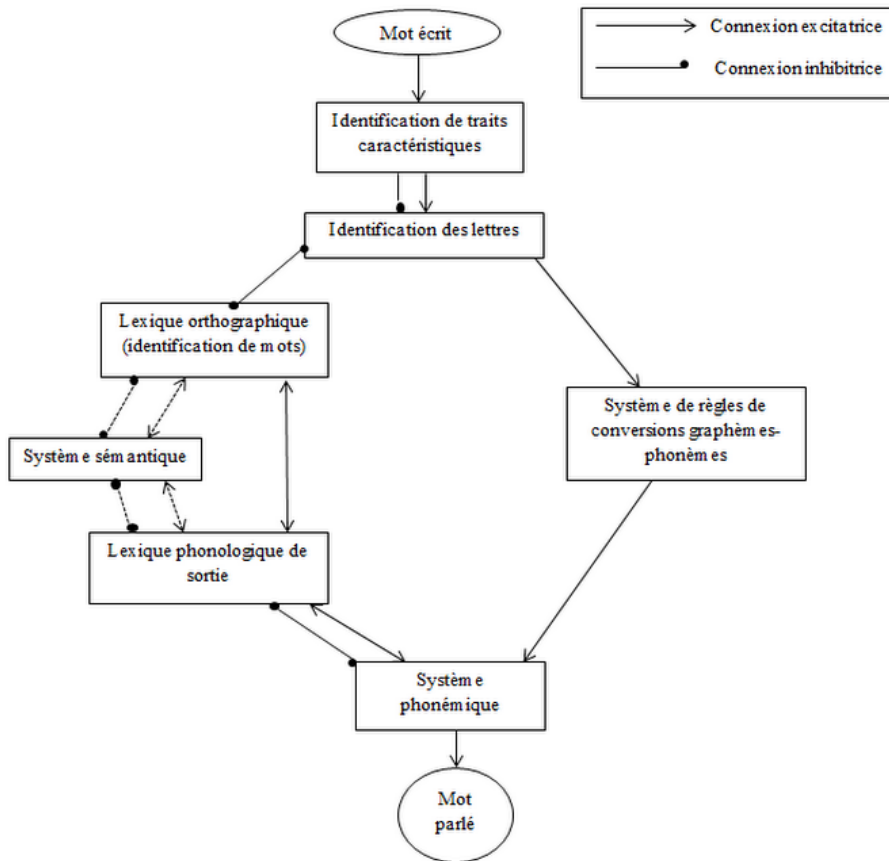 Mot écrit
Connexion excitatrice
Connexion inhibitrice
Identification de traits
caractéristiques
Identification des lettres
Lexique orthographique
(identification de mots)
Système de règles de
conversions graphèmes-
phonèmes
Système sémantique
Lexique phonologique de
sortie
Système
phonémique
Mot
parlé